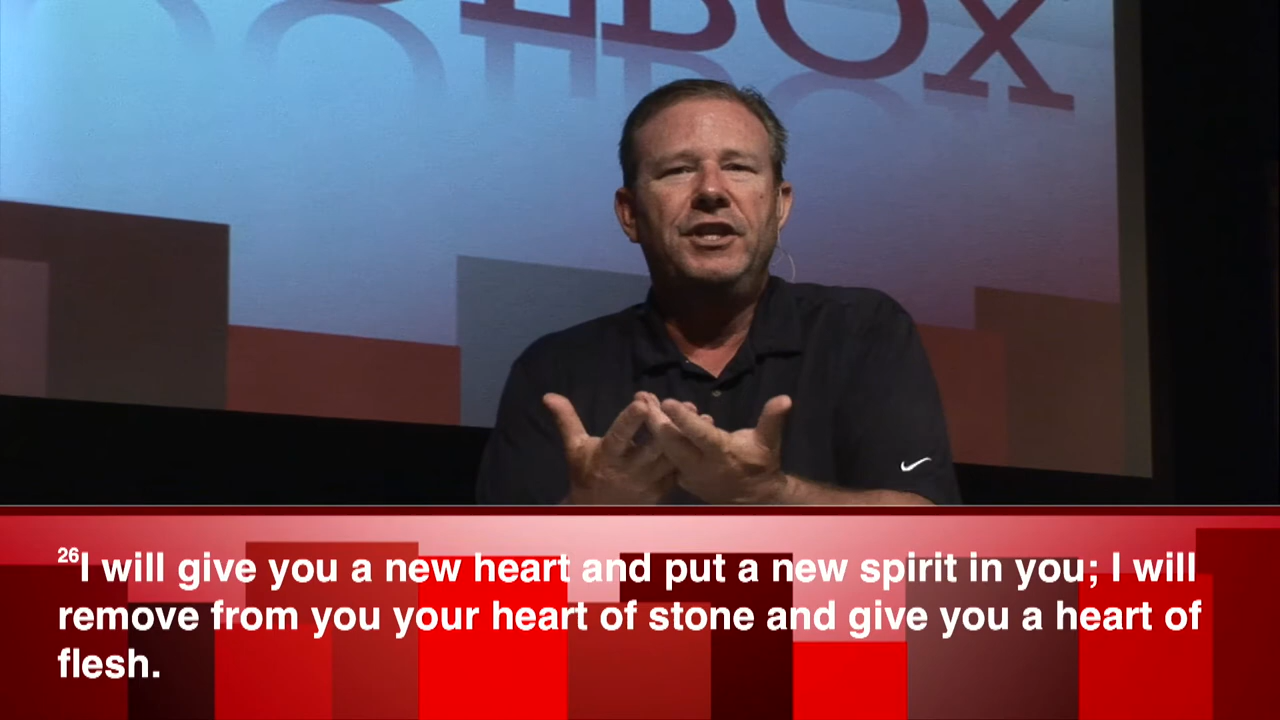 BOX
26I will give you a new heart and put a new spirit in you; I will
remove from you your heart of stone and give you a heart of
flesh.